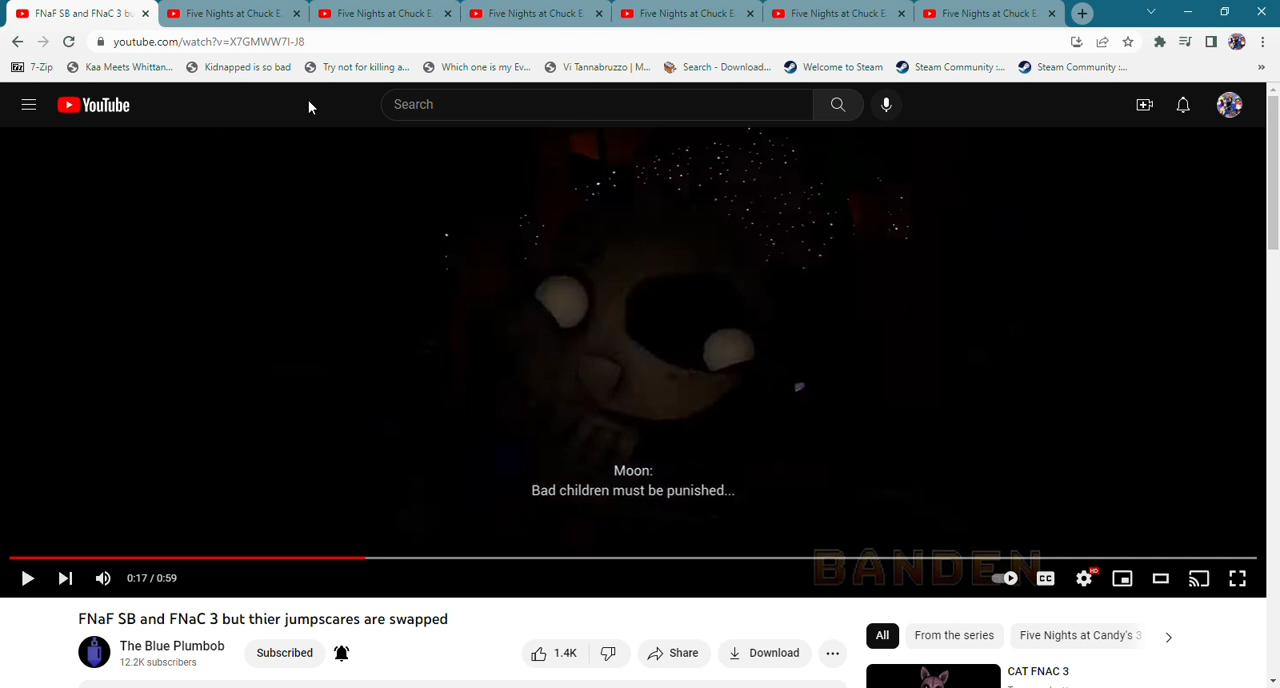 FNaF SB and FNaC 3 bu
Five Nights at Chuck E.
Five Nights at Chuck E.
Five Nights at Chuck E.
Five Nights at Chuck E.
Five Nights at Chuck E.
Five Nights at Chuck E.
youtube.com/watch?v=X7GMWW7I-J8
7-Zip
Kaa Meets Whittan...
Kidnapped is so bad
Try not for killing a...
Which one is my Ev...
Vi Tannabruzzo | M...
Search - Download...
Welcome to Steam
Steam Community :...
Steam Community :...
»
YouTube
Search
Moon:
Bad children must be punished...
BANDEN
0:17 / 0:59
CC
HD
FNaF SB and FNaC 3 but thier jumpscares are swapped
The Blue Plumbob
12.2K subscribers
Subscribed
1.4K
Share
Download
All
From the series
Five Nights at Candy's 3
CAT FNAC 3